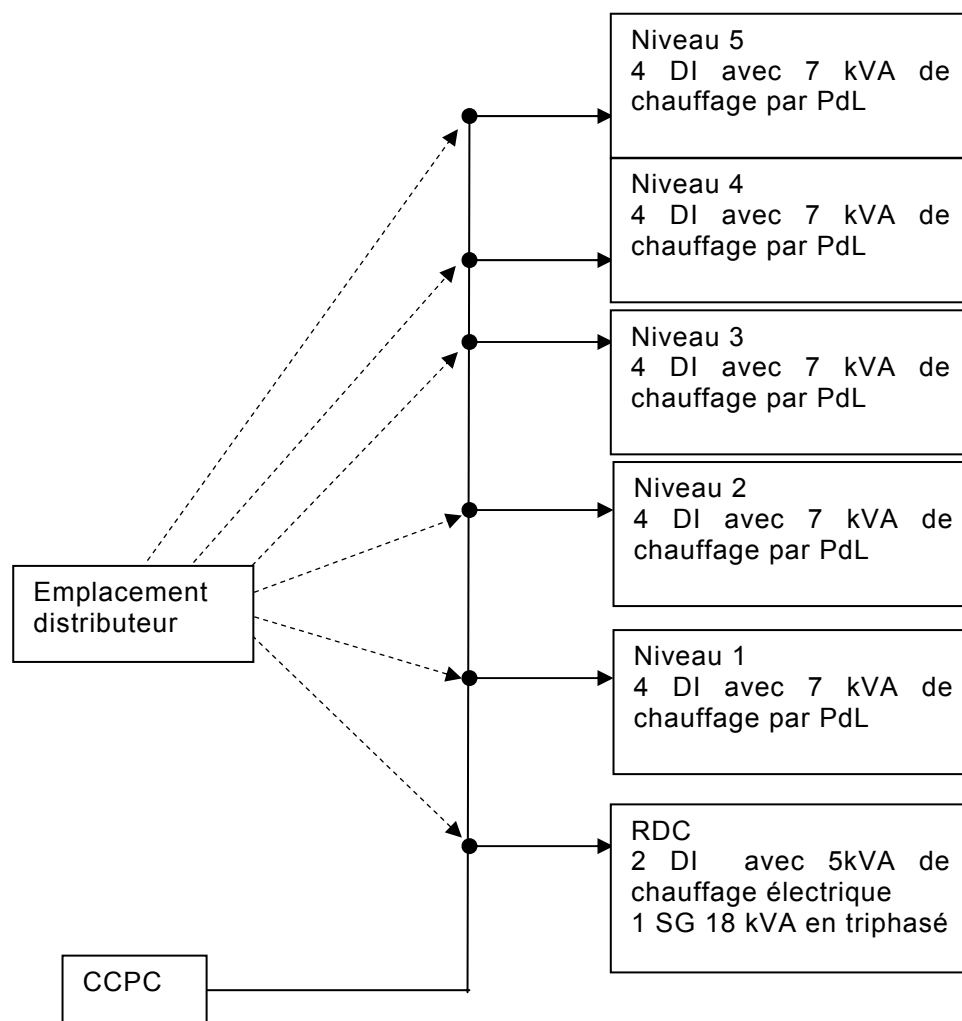 Niveau 5
4 DI avec 7 kVA de
chauffage par PdL
Niveau 4
4 DI avec 7 kVA de
chauffage par PdL
Niveau 3
4 DI avec 7 kVA de
chauffage par PdL
Niveau 2
4 DI avec 7 kVA de
chauffage par PdL
Emplacement
distributeur
Niveau 1
4 DI avec 7 kVA de
chauffage par PdL
RDC
2 DI avec 5kVA de
chauffage électrique
1 SG 18 kVA en triphasé
CCPC